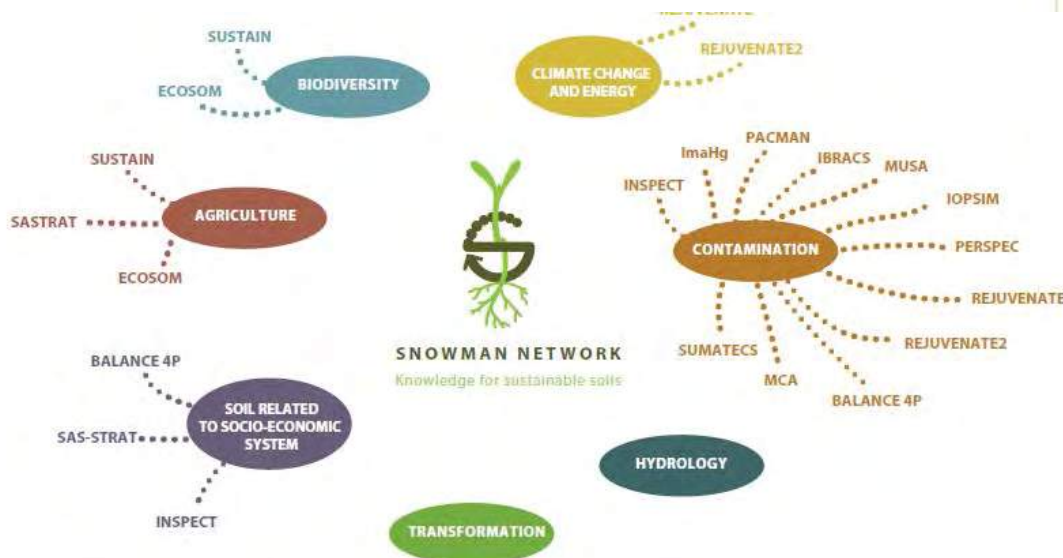 REJUVENATE
SUSTAIN
REJUVENATE2
ECOSOM
BIODIVERSITY
CLIMATE CHANGE
AND ENERGY
PACMAN
ImaHg
IBRACS
MUSA
SUSTAIN
INSPECT
IOPSIM
SASTRAT
AGRICULTURE
CONTAMINATION
PERSPEC
ECOSOM
REJUVENATE
SNOWMAN NETWORK
Knowledge for sustainable soils
SUMATECS
REJUVENATE2
MCA
BALANCE 4P
BALANCE 4P
SOIL RELATED
TO SOCIO-ECONOMIC
SYSTEM
SAS-STRAT
INSPECT
HYDROLOGY
TRANSFORMATION